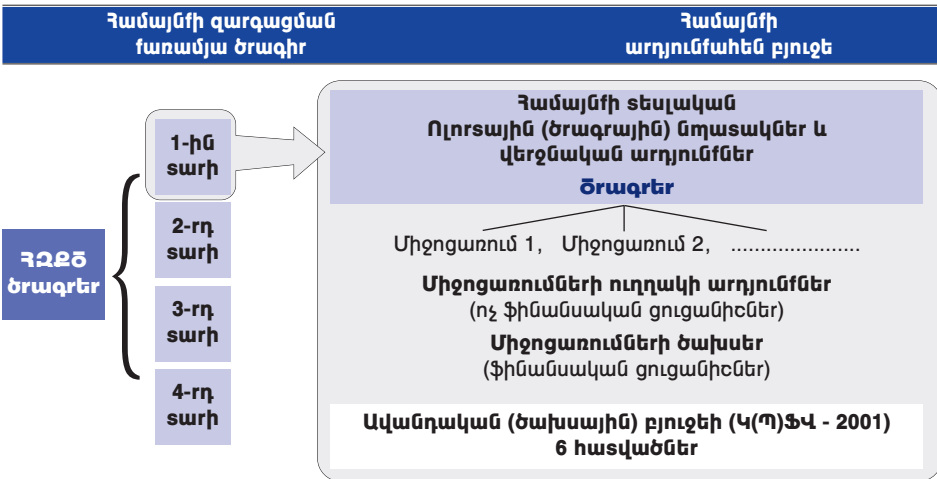 Համայնքի զարգացման
քառամյա ծրագիր
Համայնքի
արդյունքահեն բյուջե
ՀԶՔԾ
ծրագրեր
1-ին
տարի
2-րդ
տարի
3-րդ
տարի
4-րդ
տարի
Համայնքի տեսլական
Ոլորտային (ծրագրային) նպատակներ և
վերջնական արդյունքներ
Ծրագրեր
Միջոցառում 1, Միջոցառում 2, ......................
Միջոցառումների ուղղակի արդյունքներ
(ոչ ֆինանսական ցուցանիշներ)
Միջոցառումների ծախսեր
(ֆինանսական ցուցանիշներ)
Ավանդական (ծախսային) բյուջեի (Կ(Պ)ՖՎ - 2001)
6 հատվածներ